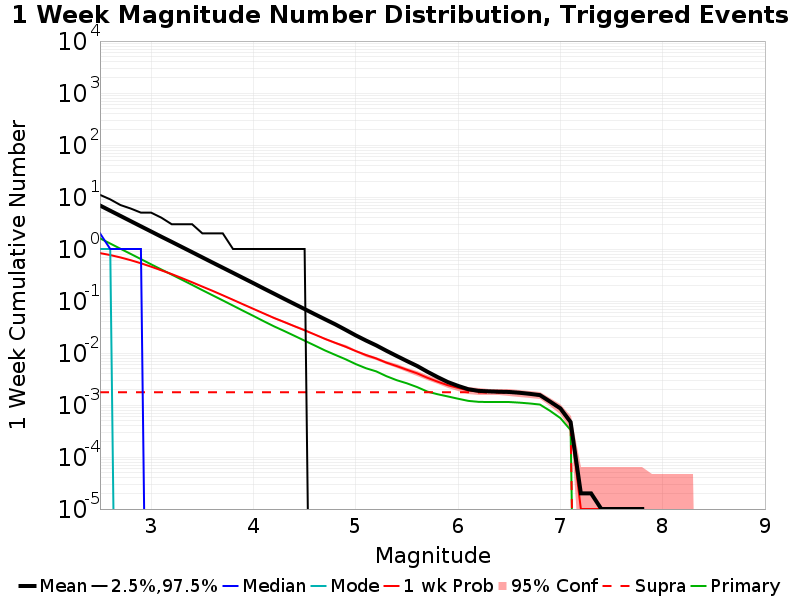 1 Week Magnitude Number Distribution, Triggered Events
1 Week Cumulative Number
10^4
10^3
10^2
10^1
10^0
10^-1
10^-2
10^-3
10^-4
10^-5
3 4 5 6 7 8 9
Magnitude
Mean 2.5%,97.5% Median Mode 1 wk Prob 95% Conf Supra Primary